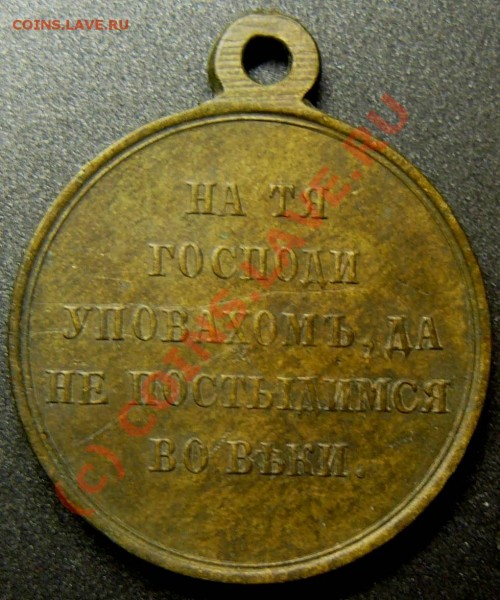 COINS.LAVE.RU
НА ТЯ
ГОСПОДИ
УПОВАХОМЪ, ДА
НЕ ПОСТЫДИМСЯ
ВО ВѢКИ.
(c) coins.LAVE.RU